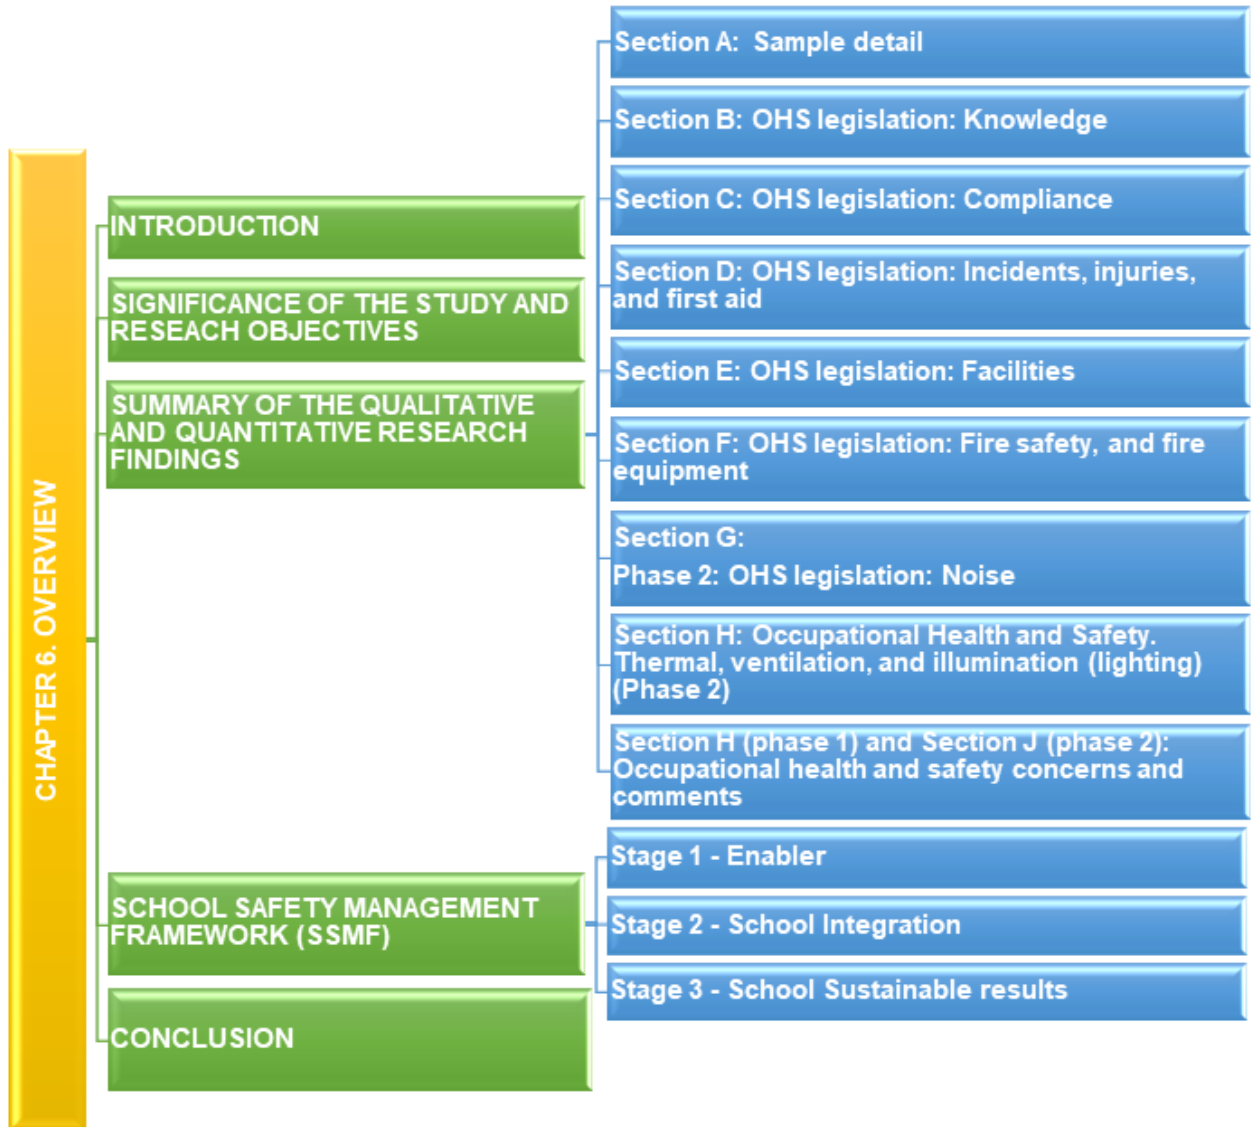 CHAPTER 6. OVERVIEW
INTRODUCTION
SIGNIFICANCE OF THE STUDY AND
RESEACH OBJECTIVES
SUMMARY OF THE QUALITATIVE
AND QUANTITATIVE RESEARCH
FINDINGS
Section A:  Sample detail
Section B: OHS legislation: Knowledge
Section C: OHS legislation: Compliance
Section D: OHS legislation: Incidents, injuries,
and first aid
Section E: OHS legislation: Facilities
Section F: OHS legislation: Fire safety, and fire
equipment
Section G:
Phase 2: OHS legislation: Noise
Section H: Occupational Health and Safety.
Thermal, ventilation, and illumination (lighting)
(Phase 2)
Section H (phase 1) and Section J (phase 2):
Occupational health and safety concerns and
comments
SCHOOL SAFETY MANAGEMENT
FRAMEWORK (SSMF)
Stage 1 - Enabler
Stage 2 - School Integration
Stage 3 - School Sustainable results
CONCLUSION